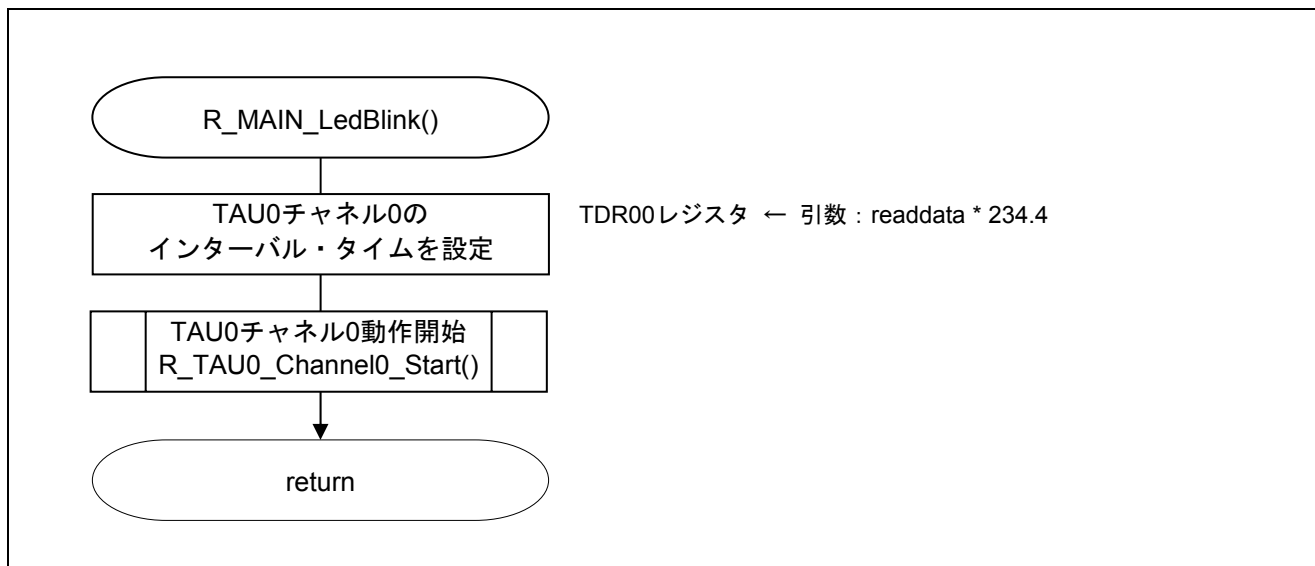 R_MAIN_LedBlink()
TAU0チャネル0の
インターバル・タイムを設定
TDR00レジスタ ← 引数：readdata * 234.4
TAU0チャネル0動作開始
R_TAU0_Channel0_Start()
return